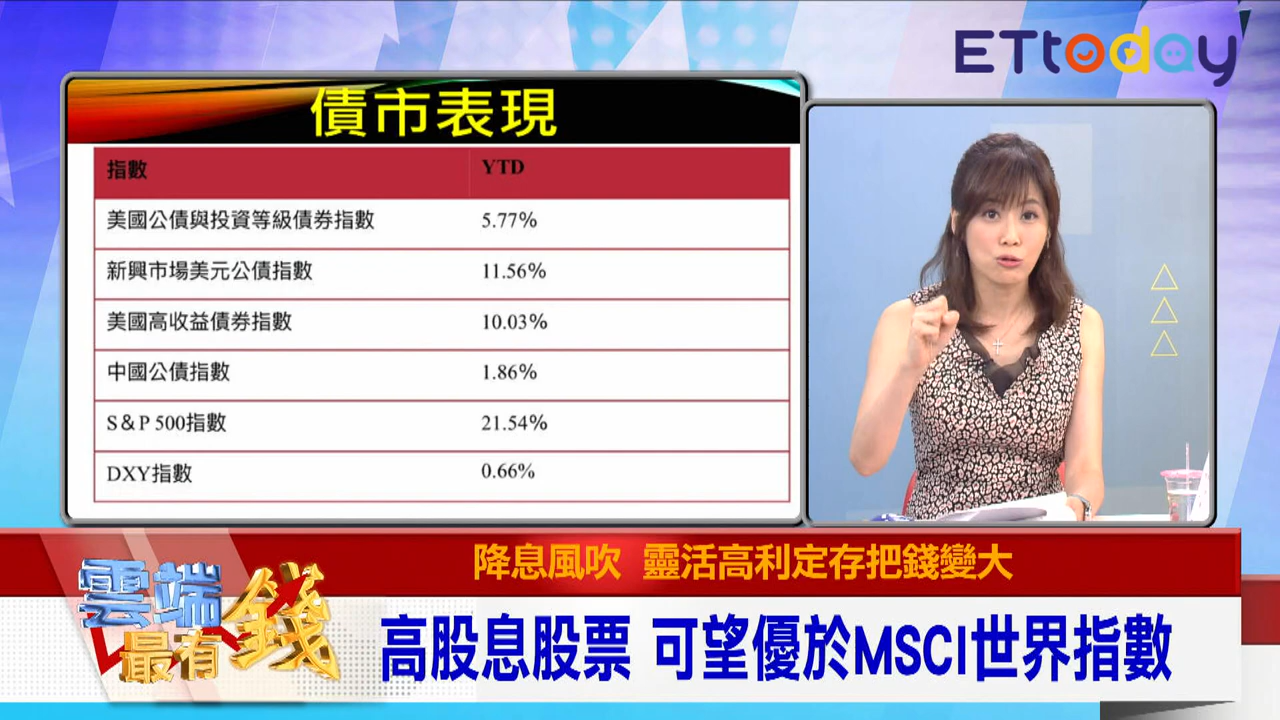 ETtoday
債市表現
指數 YTD
美國公債與投資等級債券指數 5.77%
新興市場美元公債指數 11.56%
美國高收益債券指數 10.03%
中國公債指數 1.86%
S&P 500指數 21.54%
DXY指數 0.66%
降息風吹 靈活高利定存把錢變大
雲端最有錢
高股息股票 可望優於MSCI世界指數